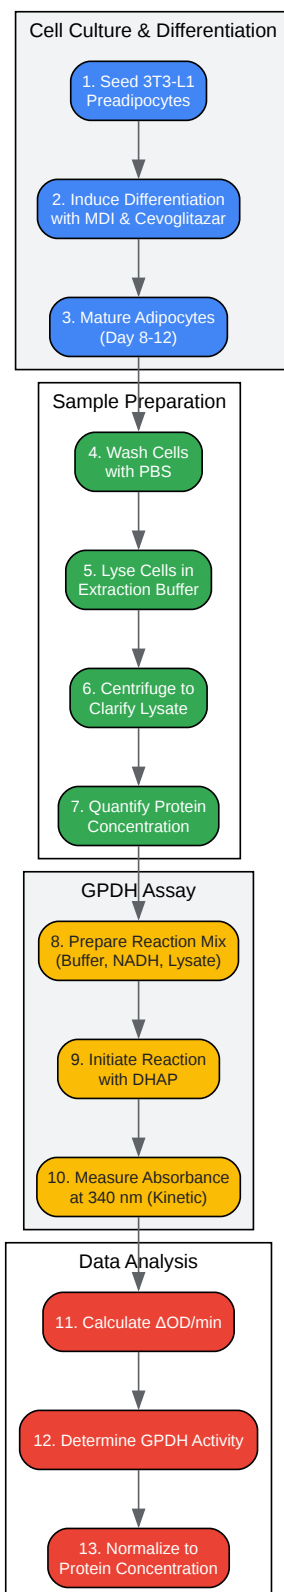 Cell Culture & Differentiation
1. Seed 3T3-L1
Preadipocytes
2. Induce Differentiation
with MDI & Cevoglitazar
3. Mature Adipocytes
(Day 8-12)
Sample Preparation
4. Wash Cells
with PBS
5. Lyse Cells in
Extraction Buffer
6. Centrifuge to
Clarify Lysate
7. Quantify Protein
Concentration
GPDH Assay
8. Prepare Reaction Mix
(Buffer, NADH, Lysate)
9. Initiate Reaction
with DHAP
10. Measure Absorbance
at 340 nm (Kinetic)
Data Analysis
11. Calculate ΔOD/min
12. Determine GPDH Activity
13. Normalize to
Protein Concentration